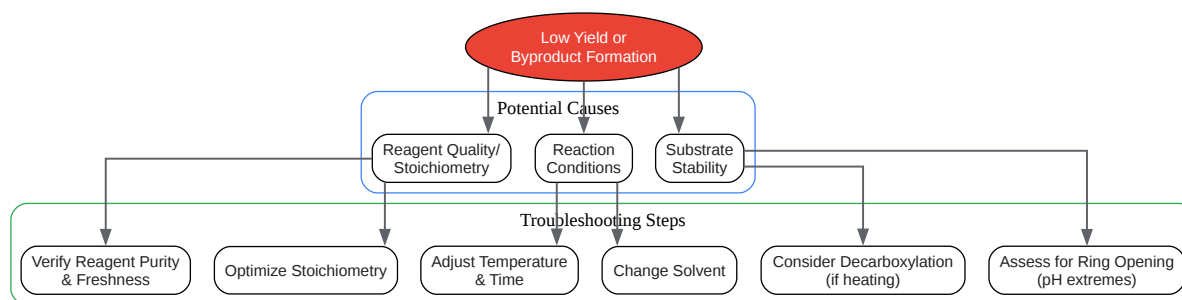 Low Yield or
Byproduct Formation
Potential Causes
Reagent Quality/
Stoichiometry
Reaction
Conditions
Substrate
Stability
Troubleshooting Steps
Verify Reagent Purity
& Freshness
Optimize Stoichiometry
Adjust Temperature
& Time
Change Solvent
Consider Decarboxylation
(if heating)
Assess for Ring Opening
(pH extremes)